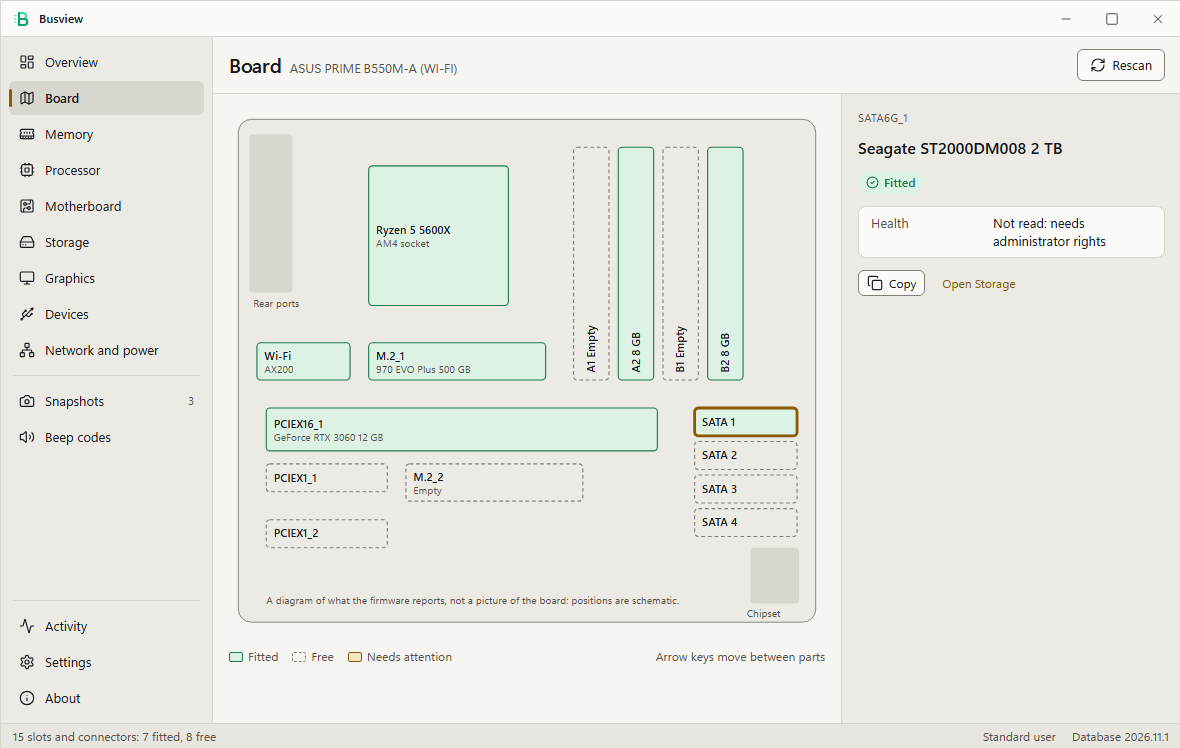 Busview
Overview
Board
Memory
Processor
Motherboard
Storage
Graphics
Devices
Network and power
Snapshots 3
Beep codes
Activity
Settings
About
Board ASUS PRIME B550M-A (WI-FI)
Rescan
Rear ports
Ryzen 5 5600X
AM4 socket
A1 Empty
A2 8 GB
B1 Empty
B2 8 GB
Wi-Fi
AX200
M.2_1
970 EVO Plus 500 GB
PCIEX16_1
GeForce RTX 3060 12 GB
PCIEX1_1
M.2_2
Empty
PCIEX1_2
SATA 1
SATA 2
SATA 3
SATA 4
Chipset
A diagram of what the firmware reports, not a picture of the board: positions are schematic.
Fitted
Free
Needs attention
Arrow keys move between parts
SATA6G_1
Seagate ST2000DM008 2 TB
Fitted
Health
Not read: needs
administrator rights
Copy
Open Storage
15 slots and connectors: 7 fitted, 8 free
Standard user
Database 2026.11.1